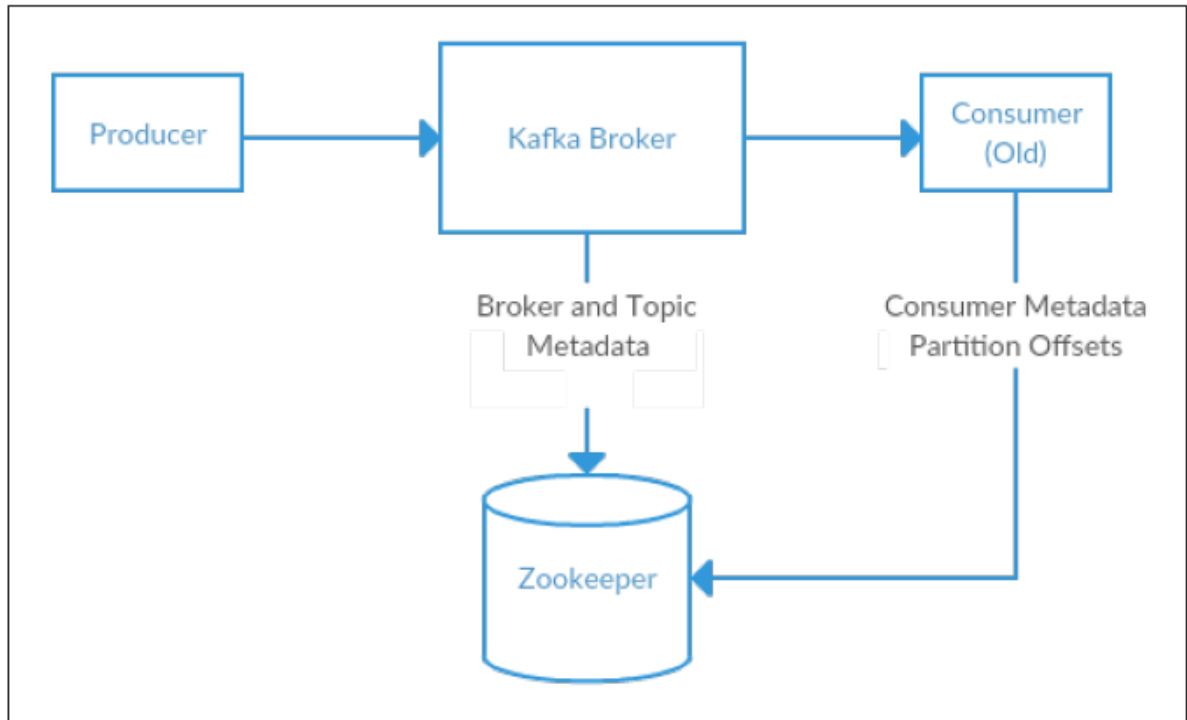 Producer
Kafka Broker
Consumer
(Old)
Broker and Topic
Metadata
Consumer Metadata
Partition Offsets
Zookeeper